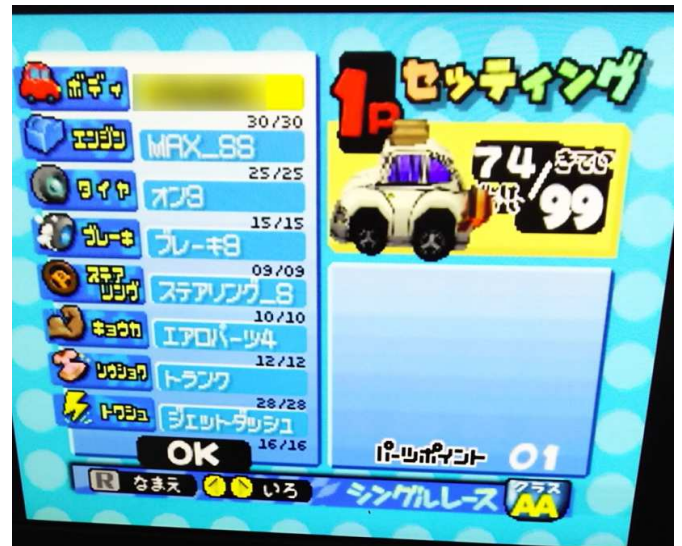 セッティング
1P
ボディ
30/30
エンジン
MAX_SS
25/25
タイヤ
オンS
15/15
ブレーキ
ブレーキS
09/09
ステアリング
ステアリング_S
10/10
キョウカ
エアロパーツ4
12/12
ソウショク
トランク
28/28
トクシュ
ジェットダッシュ1
16/16
OK
74/99
きてい
パーツポイント 01
R なまえ いろ
シングルレース クラス AA